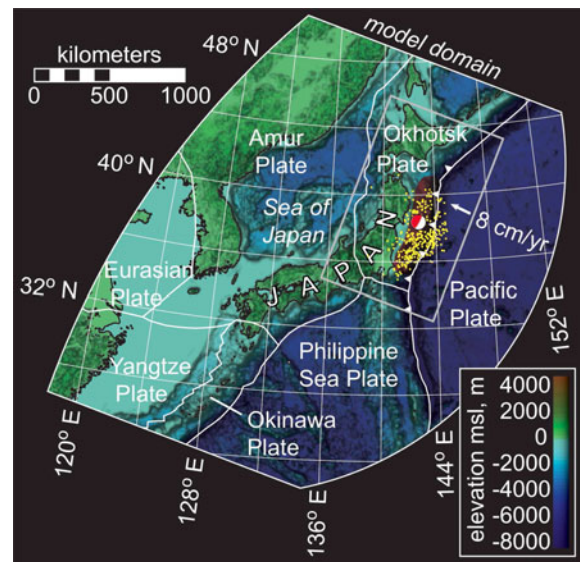 kilometers
0 500 1000
48° N
model domain
Amur
Plate
Okhotsk
Plate
40° N
Sea of
Japan
8 cm/yr.
JAPAN
Eurasian
Plate
32° N
Pacific
Plate
Yangtze
Plate
Philippine
Sea Plate
Okinawa
Plate
152° E
120° E
128° E
136° E
144° E
elevation msl, m
4000
2000
0
-2000
-4000
-6000
-8000